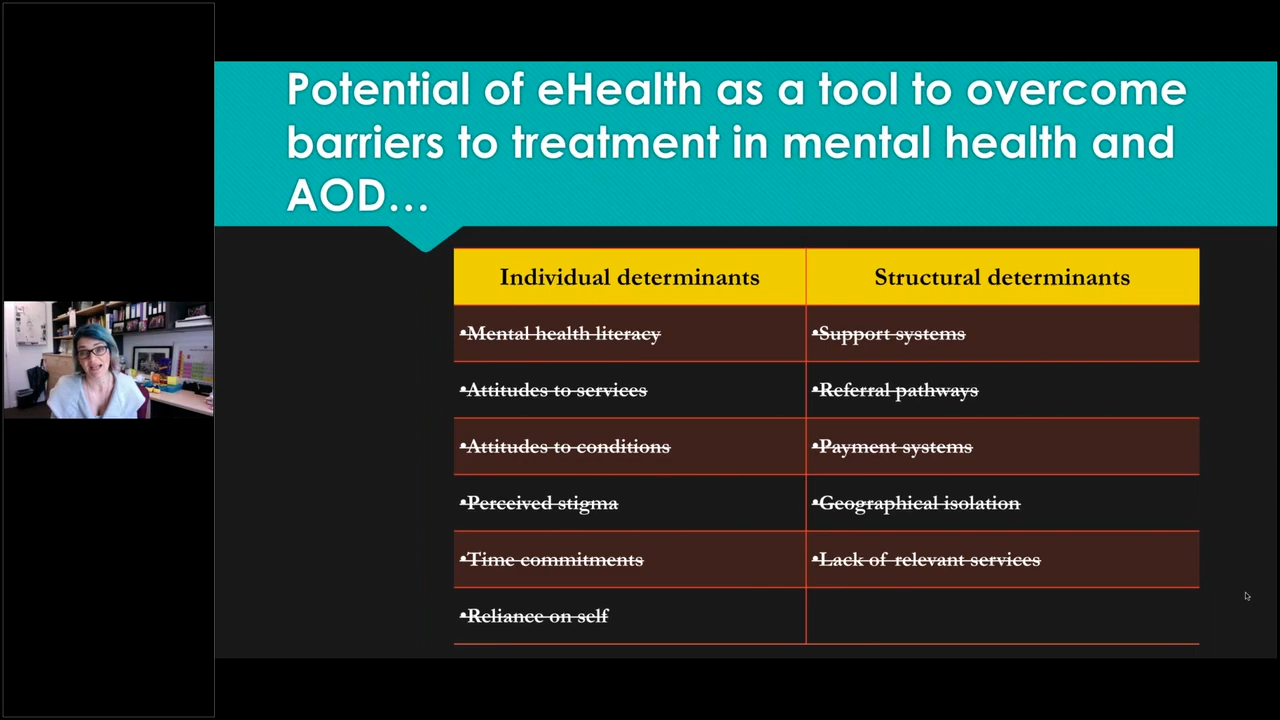 Potential of eHealth as a tool to overcome
barriers to treatment in mental health and
AOD…
Individual determinants
Structural determinants
•Mental health literacy
•Support systems
•Attitudes to services
•Referral pathways
•Attitudes to conditions
•Payment systems
•Perceived stigma
•Geographical isolation
•Time commitments
•Lack of relevant services
•Reliance on self